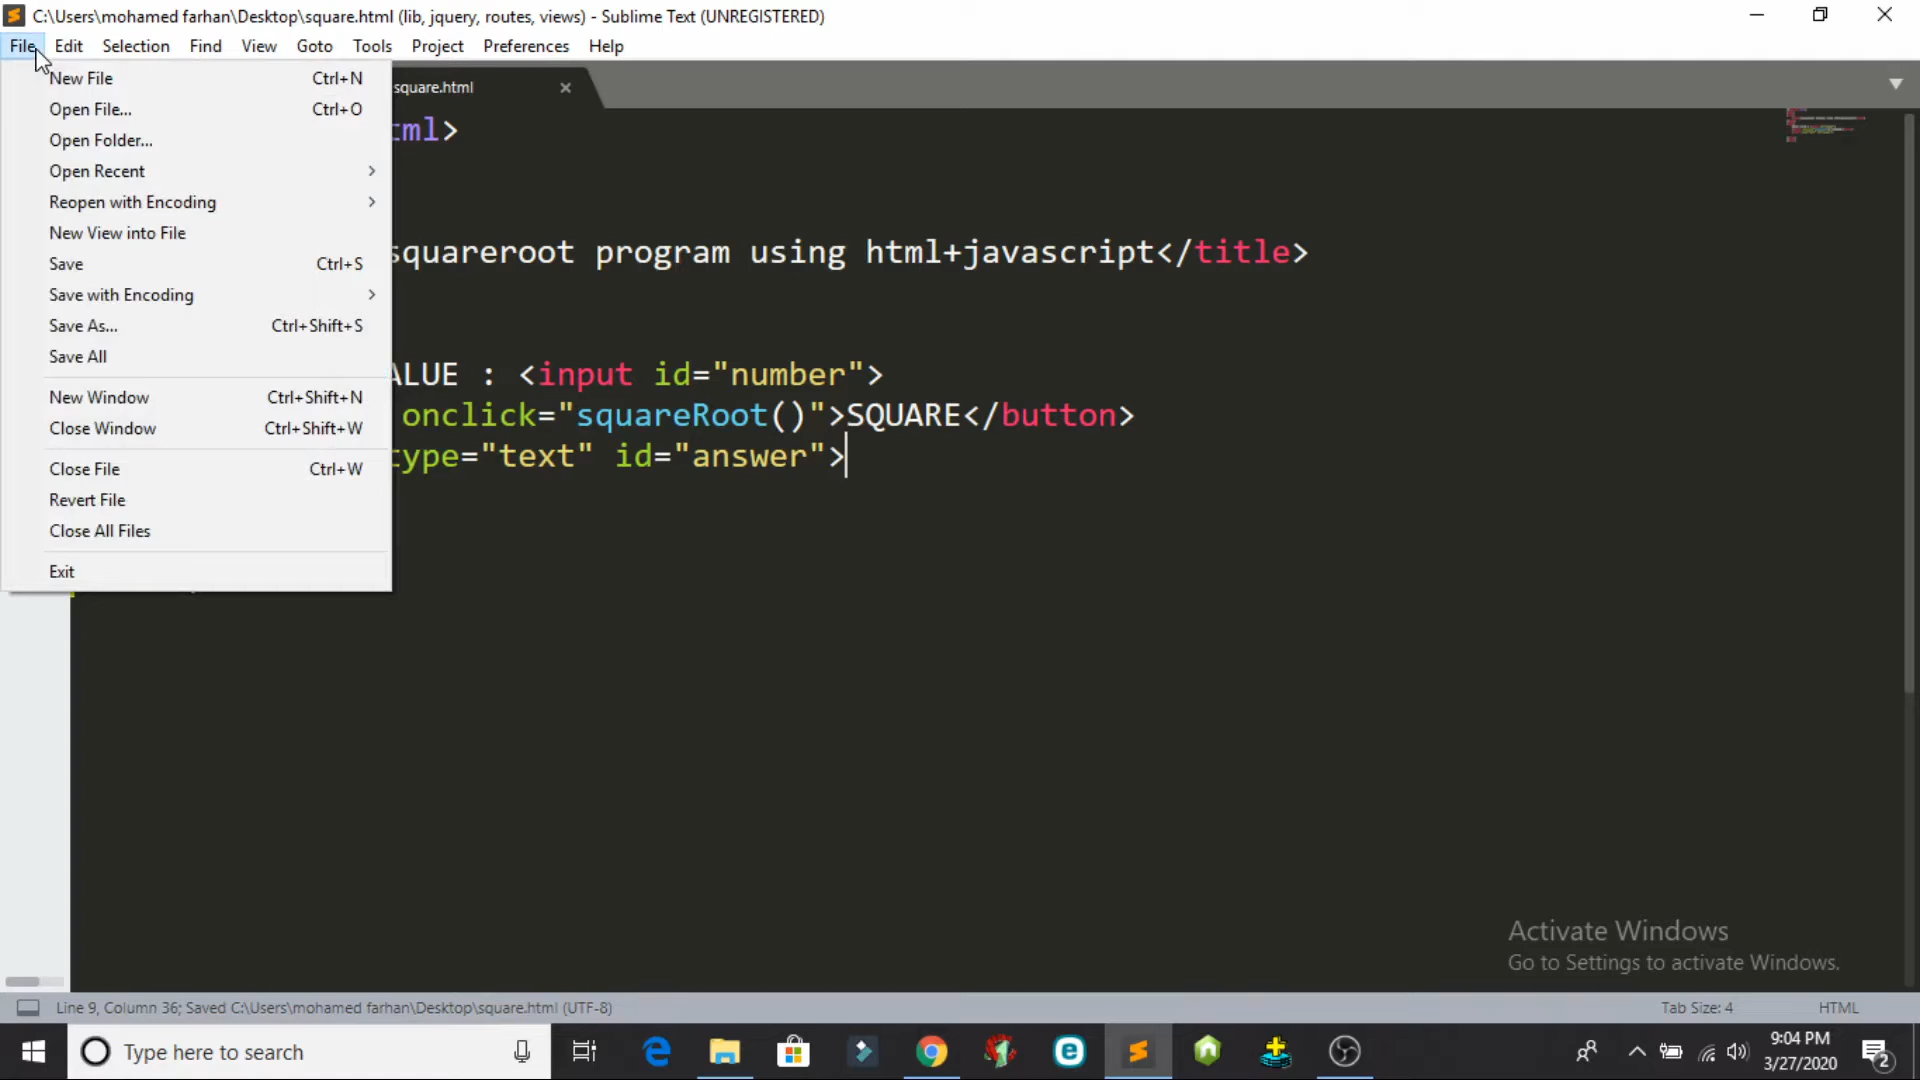 C:\Users\mohamed farhan\Desktop\square.html (lib, jquery, routes, views) - Sublime Text (UNREGISTERED)
File Edit Selection Find View Goto Tools Project Preferences Help
New File Ctrl+N
Open File... Ctrl+O
Open Folder...
Open Recent
Reopen with Encoding
New View into File
Save Ctrl+S
Save with Encoding
Save As... Ctrl+Shift+S
Save All
New Window Ctrl+Shift+N
Close Window Ctrl+Shift+W
Close File Ctrl+W
Revert File
Close All Files
Exit
square.html
tml>
squareroot program using html+javascript</title>
ALUE : <input id="number">
onclick="squareRoot()">SQUARE</button>
type="text" id="answer">
Activate Windows
Go to Settings to activate Windows.
Line 9, Column 36; Saved C:\Users\mohamed farhan\Desktop\square.html (UTF-8)
Tab Size: 4
HTML
Type here to search
9:04 PM
3/27/2020
2